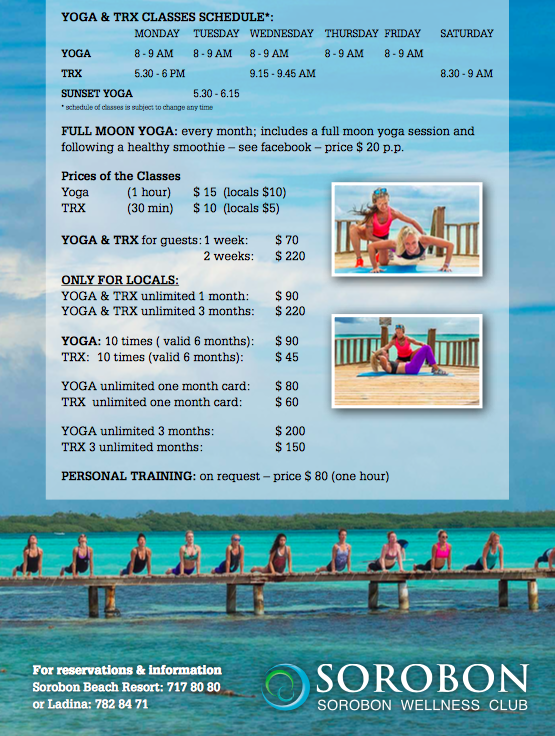 YOGA & TRX CLASSES SCHEDULE*:
MONDAY TUESDAY WEDNESDAY THURSDAY FRIDAY SATURDAY
YOGA 8 - 9 AM 8 - 9 AM 8 - 9 AM 8 - 9 AM 8 - 9 AM
TRX 5.30 - 6 PM 9.15 - 9.45 AM 8.30 - 9 AM
SUNSET YOGA 5.30 - 6.15
* schedule of classes is subject to change any time
FULL MOON YOGA: every month; includes a full moon yoga session and
following a healthy smoothie – see facebook – price $ 20 p.p.
Prices of the Classes
Yoga (1 hour) $ 15 (locals $10)
TRX (30 min) $ 10 (locals $5)
YOGA & TRX for guests: 1 week: $ 70
2 weeks: $ 220
ONLY FOR LOCALS:
YOGA & TRX unlimited 1 month: $ 90
YOGA & TRX unlimited 3 months: $ 220
YOGA: 10 times ( valid 6 months): $ 90
TRX: 10 times (valid 6 months): $ 45
YOGA unlimited one month card: $ 80
TRX unlimited one month card: $ 60
YOGA unlimited 3 months: $ 200
TRX 3 unlimited months: $ 150
PERSONAL TRAINING: on request – price $ 80 (one hour)
For reservations & information
Sorobon Beach Resort: 717 80 80
or Ladina: 782 84 71
SOROBON
SOROBON WELLNESS CLUB